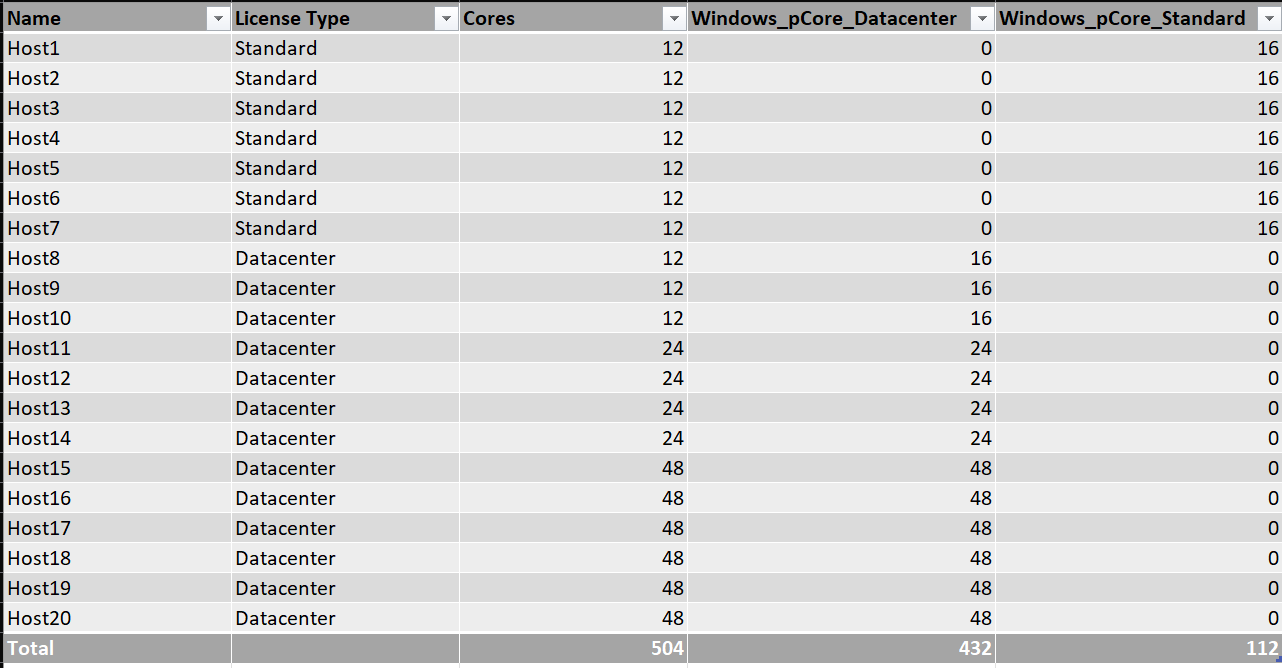 Name License Type Cores Windows_pCore_Datacenter Windows_pCore_Standard
Host1 Standard 12 0 16
Host2 Standard 12 0 16
Host3 Standard 12 0 16
Host4 Standard 12 0 16
Host5 Standard 12 0 16
Host6 Standard 12 0 16
Host7 Standard 12 0 16
Host8 Datacenter 12 16 0
Host9 Datacenter 12 16 0
Host10 Datacenter 12 16 0
Host11 Datacenter 24 24 0
Host12 Datacenter 24 24 0
Host13 Datacenter 24 24 0
Host14 Datacenter 24 24 0
Host15 Datacenter 48 48 0
Host16 Datacenter 48 48 0
Host17 Datacenter 48 48 0
Host18 Datacenter 48 48 0
Host19 Datacenter 48 48 0
Host20 Datacenter 48 48 0
Total 504 432 112